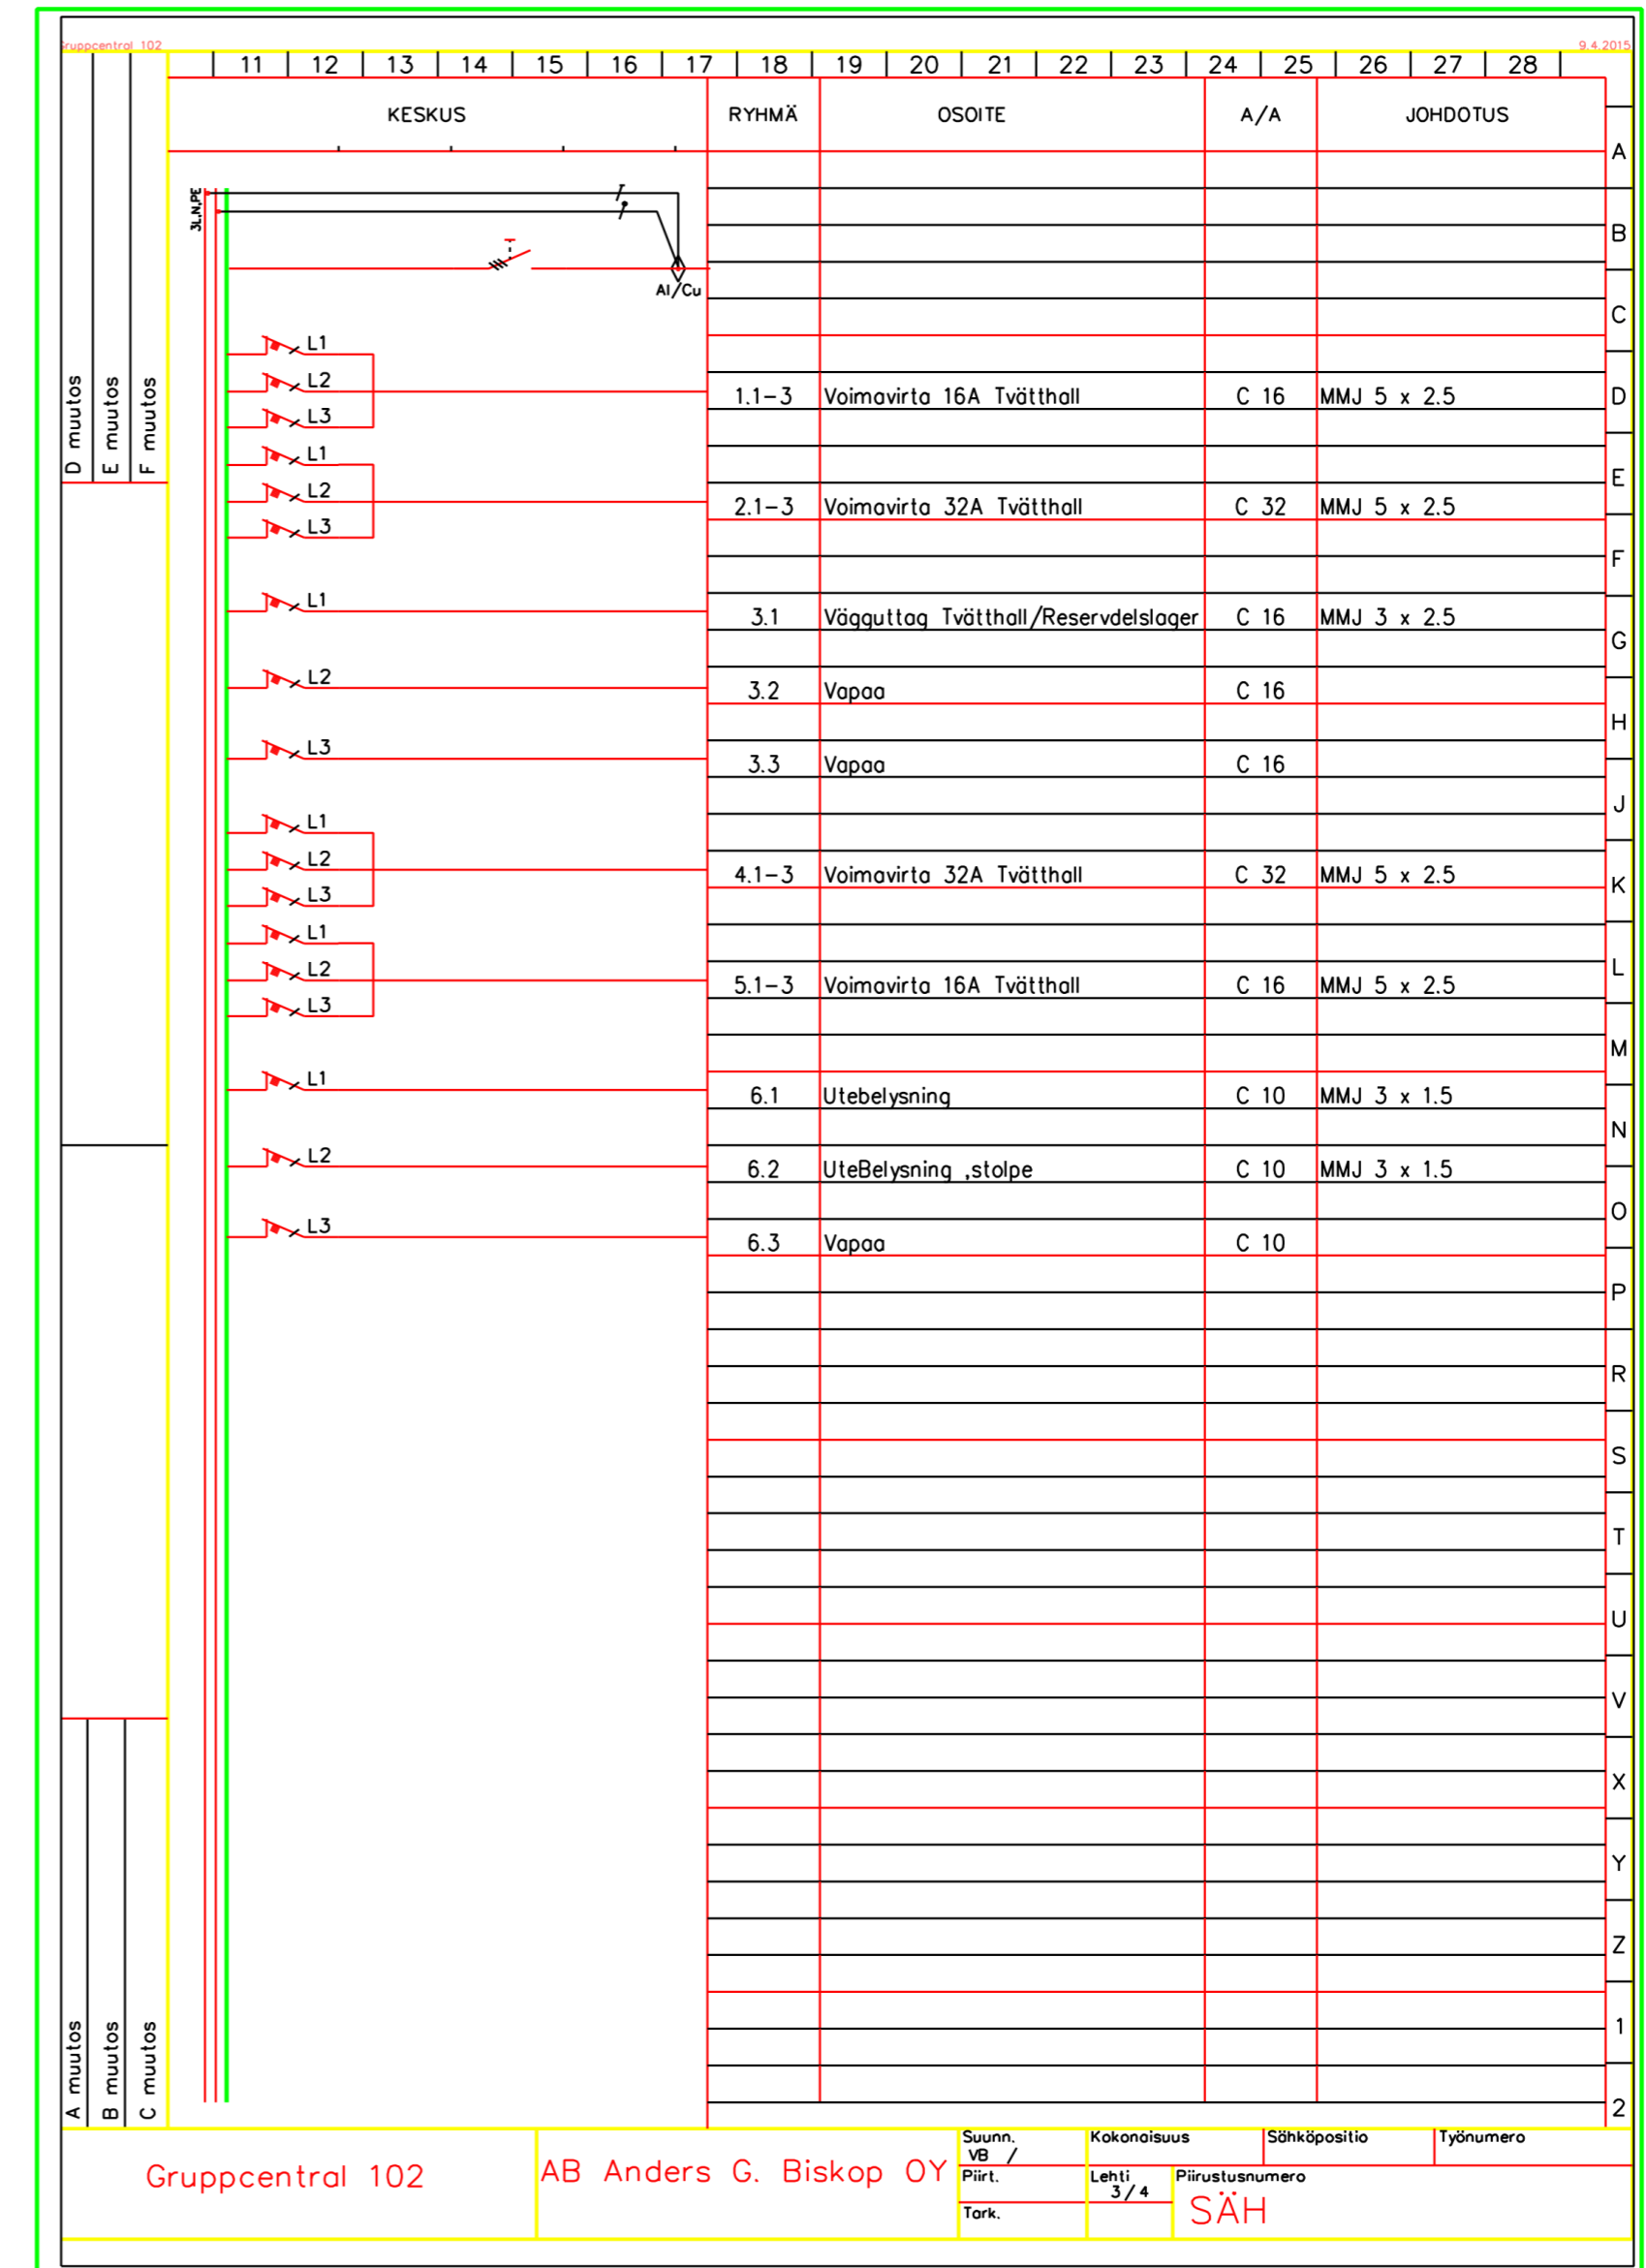 Gruppcentral 102
9.4.2015
11 12 13 14 15 16 17 18 19 20 21 22 23 24 25 26 27 28
KESKUS RYHMÄ OSOITE A/A JOHDOTUS
A
3L,N,PE
B
Al/Cu
C
L1
L2
1.1-3 Voimavirta 16A Tvätthall C 16 MMJ 5 x 2.5
D
L3
L1
E
L2
2.1-3 Voimavirta 32A Tvätthall C 32 MMJ 5 x 2.5
L3
F
L1
3.1 Vägguttag Tvätthall/Reservdelslager C 16 MMJ 3 x 2.5
G
L2
3.2 Vapaa C 16
H
L3
3.3 Vapaa C 16
J
L1
L2
4.1-3 Voimavirta 32A Tvätthall C 32 MMJ 5 x 2.5
K
L3
L1
L
L2
5.1-3 Voimavirta 16A Tvätthall C 16 MMJ 5 x 2.5
L3
M
L1
6.1 Utebelysning C 10 MMJ 3 x 1.5
N
L2
6.2 UteBelysning ,stolpe C 10 MMJ 3 x 1.5
O
L3
6.3 Vapaa C 10
P
R
S
T
U
V
X
Y
Z
1
2
D muutos
E muutos
F muutos
A muutos
B muutos
C muutos
Gruppcentral 102
AB Anders G. Biskop OY
Suunn.
VB /
Piirt.
Tark.
Kokonaisuus
Sähköpositio
Työnumero
Lehti
3/4
Piirustusnumero
SÄH